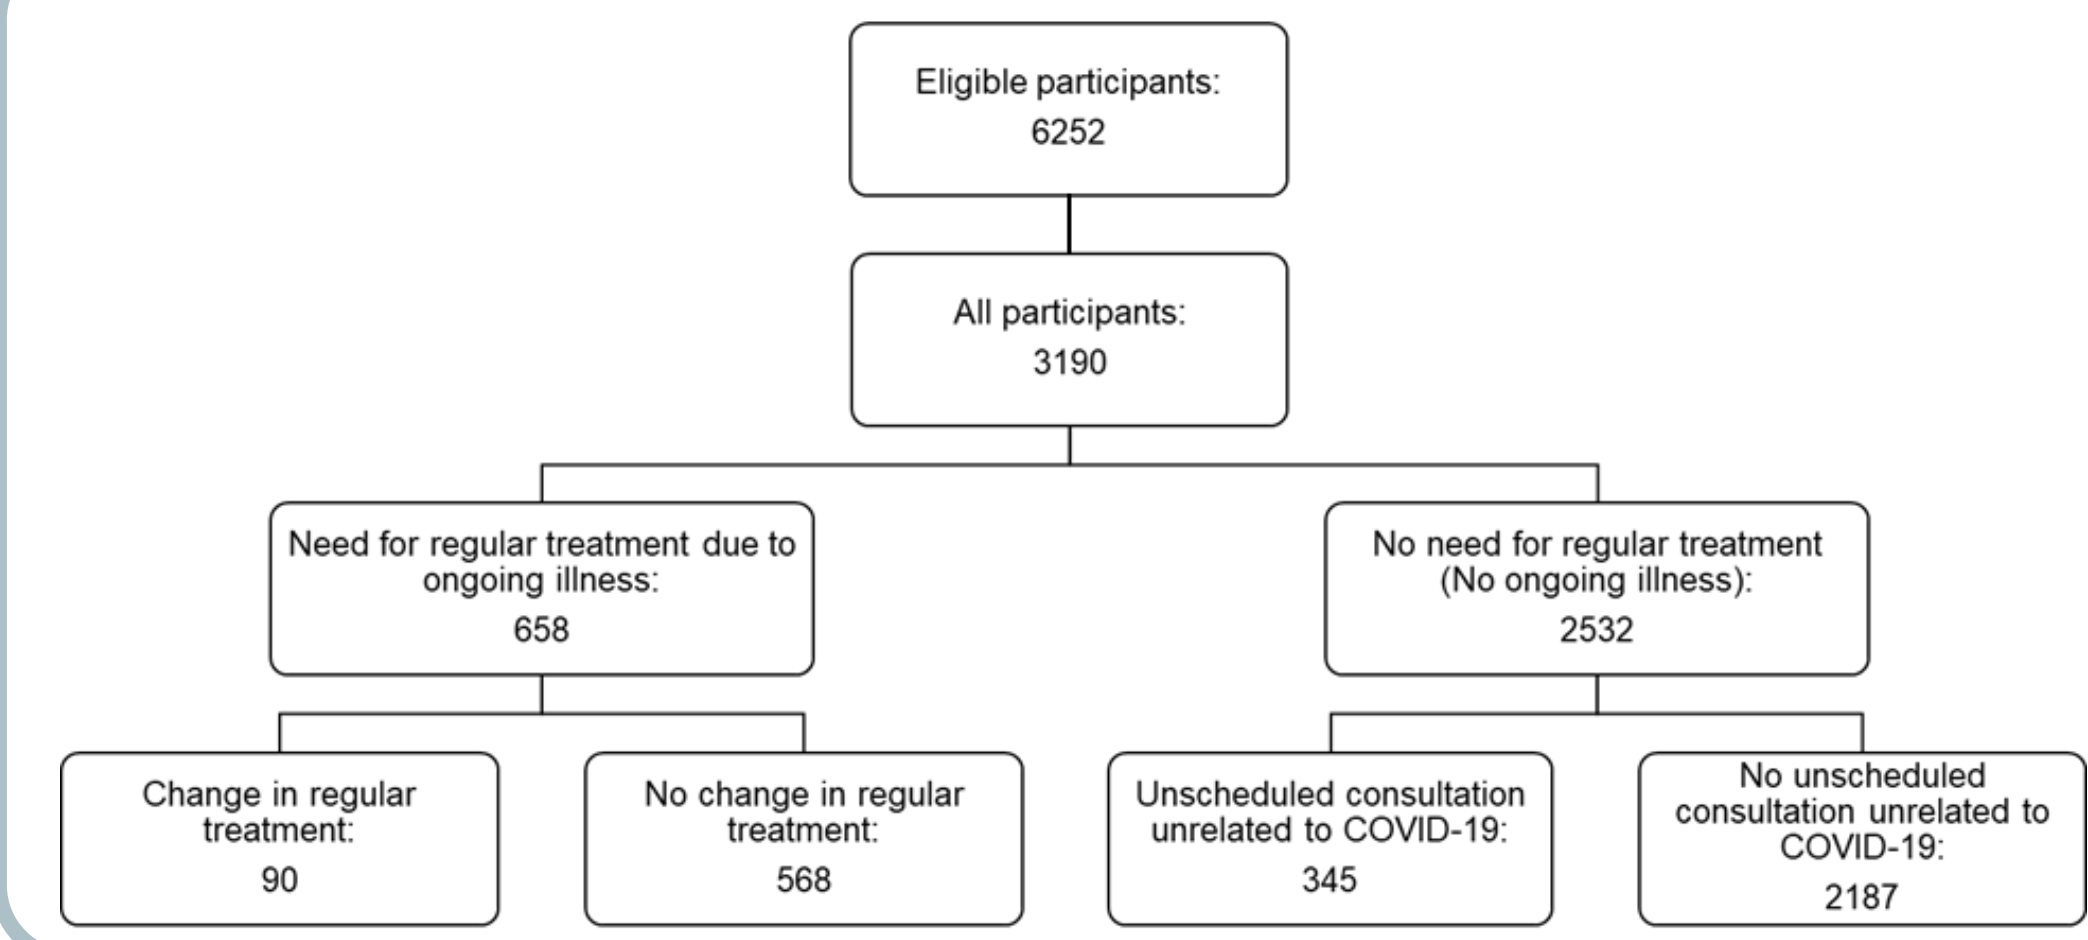 Eligible participants:
6252
All participants:
3190
Need for regular treatment due to
ongoing illness:
658
No need for regular treatment
(No ongoing illness):
2532
Change in regular
treatment:
90
No change in regular
treatment:
568
Unscheduled consultation
unrelated to COVID-19:
345
No unscheduled
consultation unrelated to
COVID-19:
2187